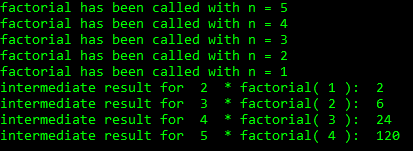 factorial has been called with n = 5
factorial has been called with n = 4
factorial has been called with n = 3
factorial has been called with n = 2
factorial has been called with n = 1
intermediate result for  2  * factorial( 1 ):  2
intermediate result for  3  * factorial( 2 ):  6
intermediate result for  4  * factorial( 3 ):  24
intermediate result for  5  * factorial( 4 ):  120